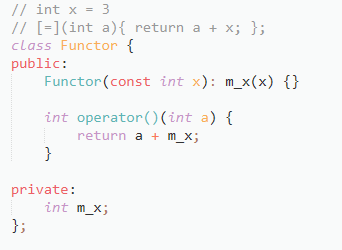 // int x = 3
// [=](int a){ return a + x; };
class Functor {
public:
    Functor(const int x): m_x(x) {}

    int operator()(int a) {
        return a + m_x;
    }

private:
    int m_x;
};